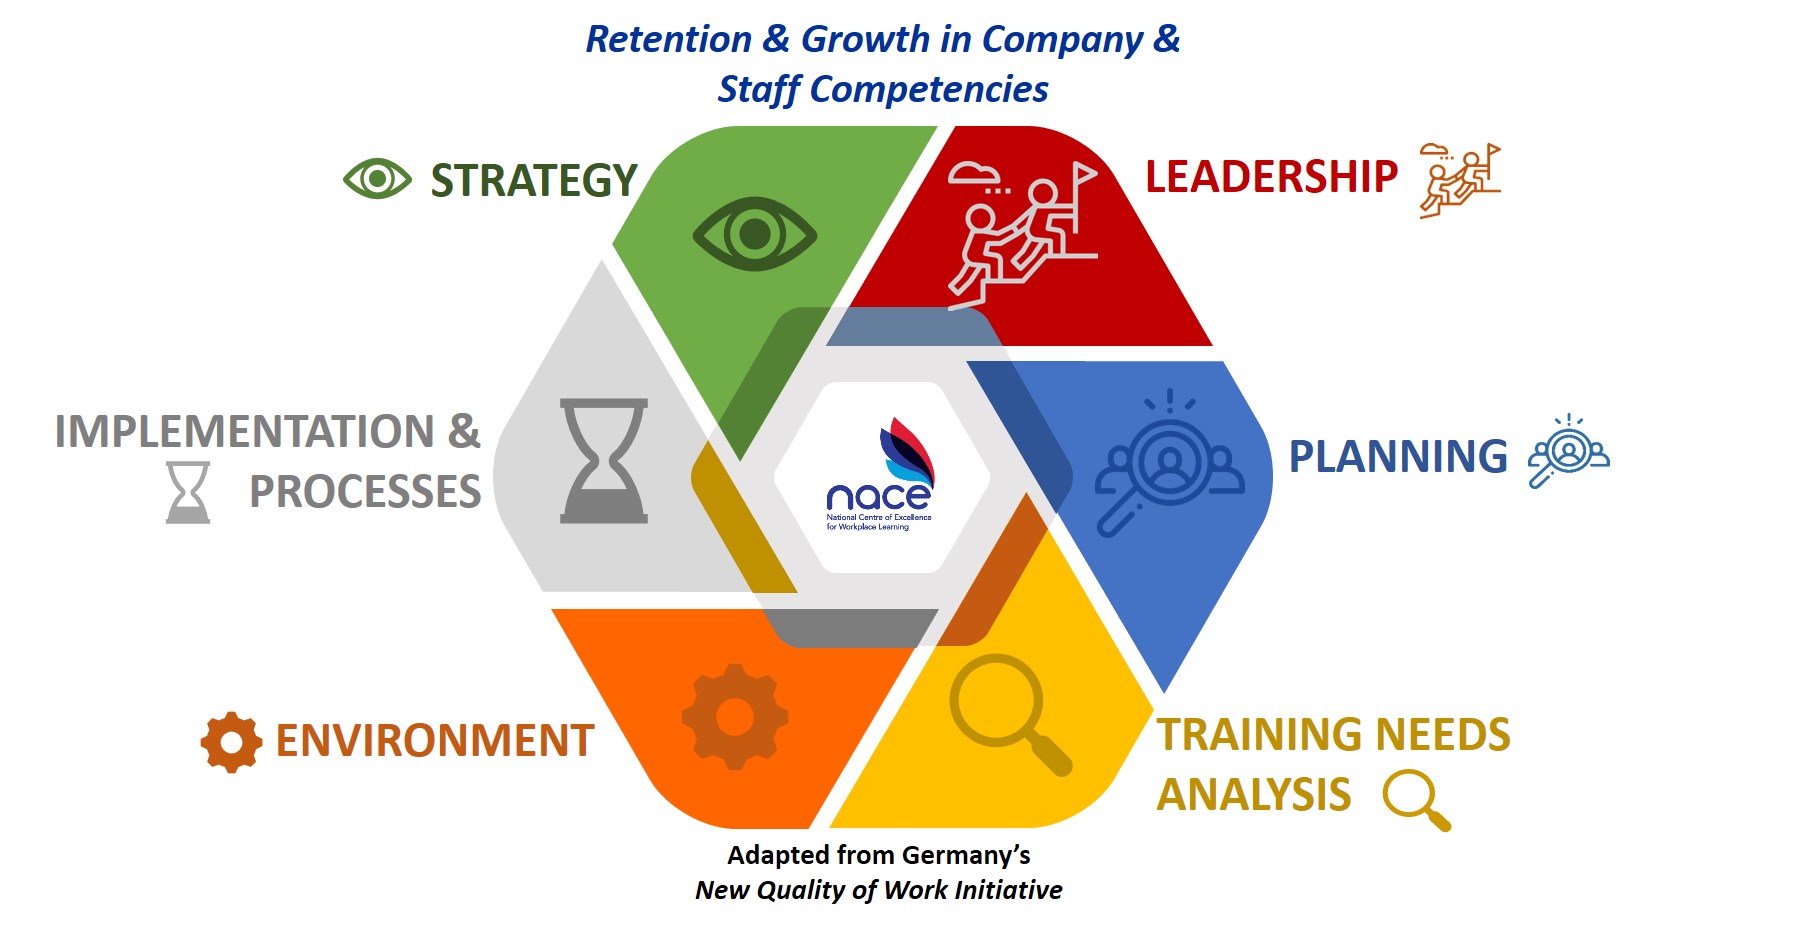 Retention & Growth in Company &
Staff Competencies
STRATEGY
LEADERSHIP
IMPLEMENTATION &
PROCESSES
PLANNING
nace
National Centre of Excellence
for Workplace Learning
ENVIRONMENT
TRAINING NEEDS
ANALYSIS
Adapted from Germany’s
New Quality of Work Initiative